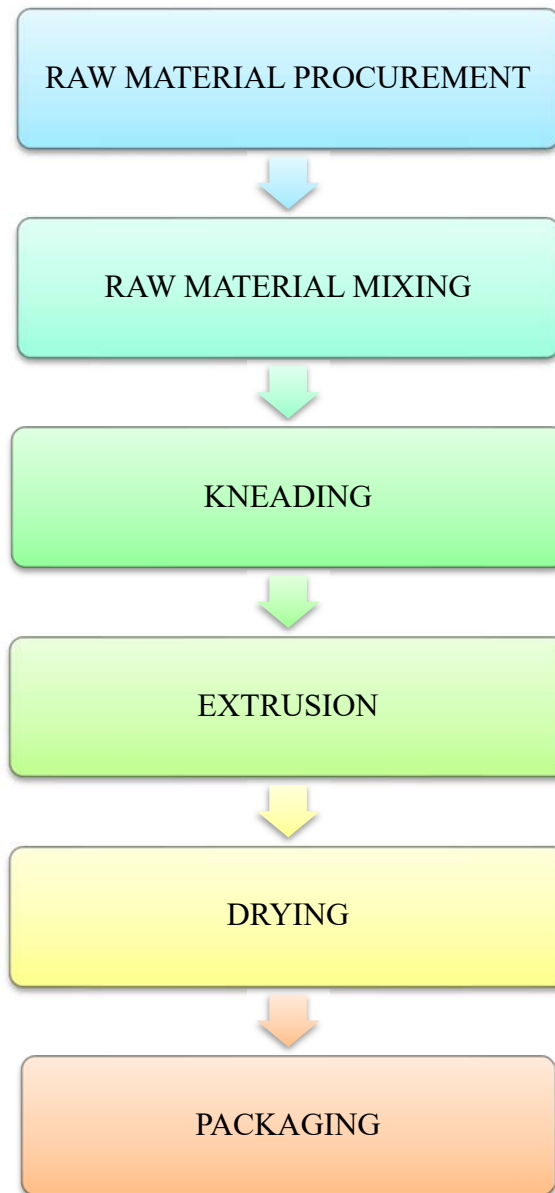 RAW MATERIAL PROCUREMENT
RAW MATERIAL MIXING
KNEADING
EXTRUSION
DRYING
PACKAGING